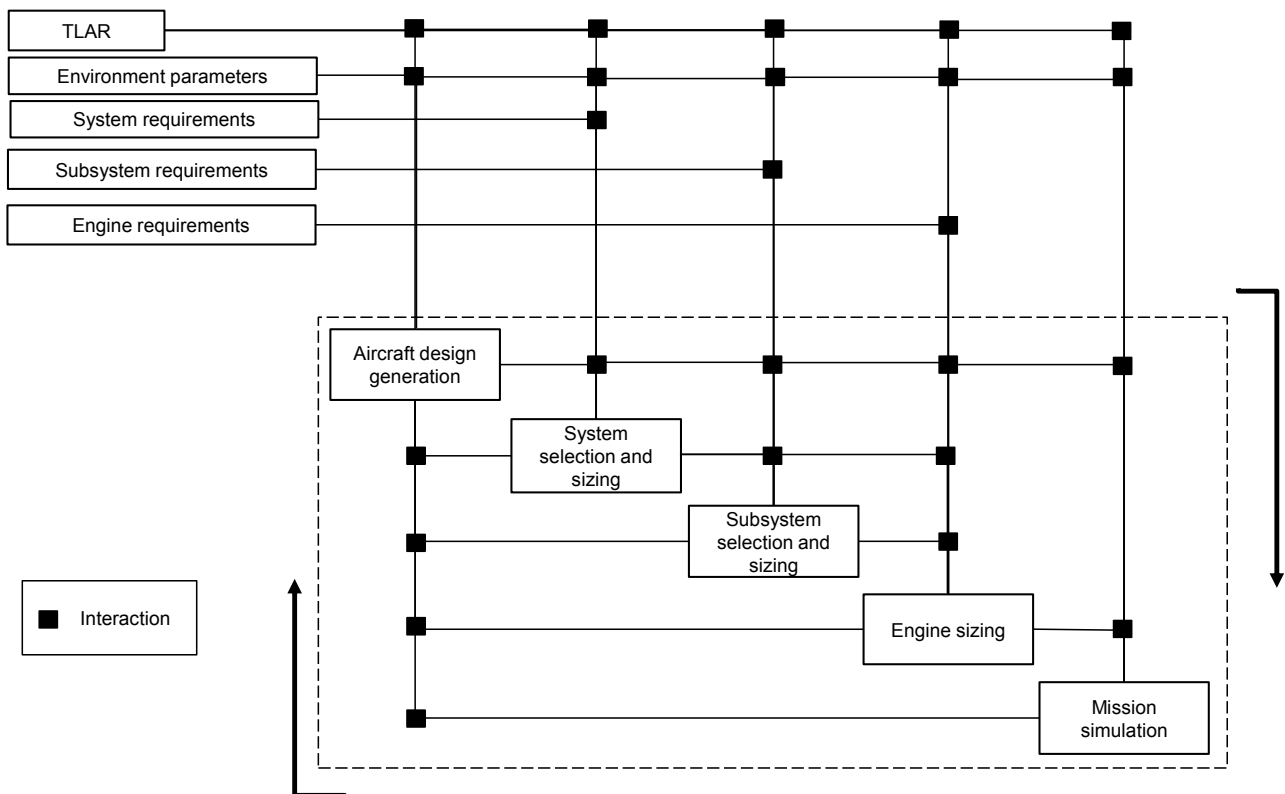 TLAR
Environment parameters
System requirements
Subsystem requirements
Engine requirements
Aircraft design
generation
System
selection and
sizing
Subsystem
selection and
sizing
Interaction
Engine sizing
Mission
simulation